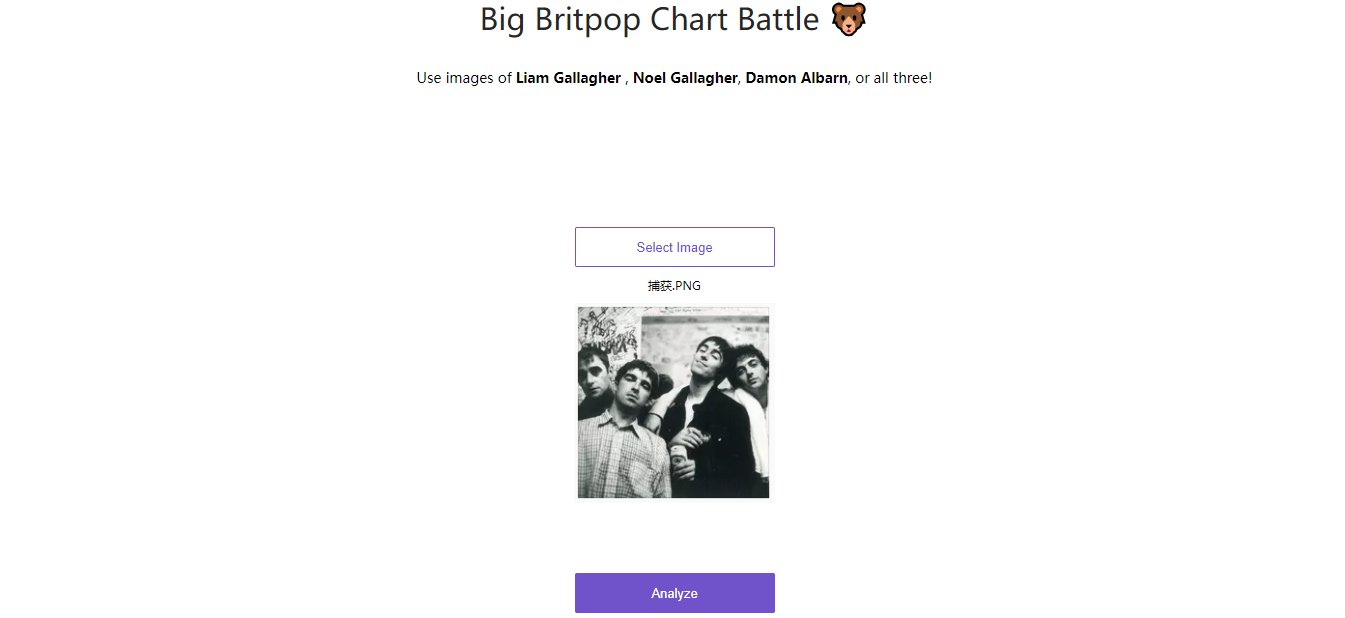 Big Britpop Chart Battle 🐻
Use images of Liam Gallagher , Noel Gallagher, Damon Albarn, or all three!
Select Image
捕获.PNG
Analyze